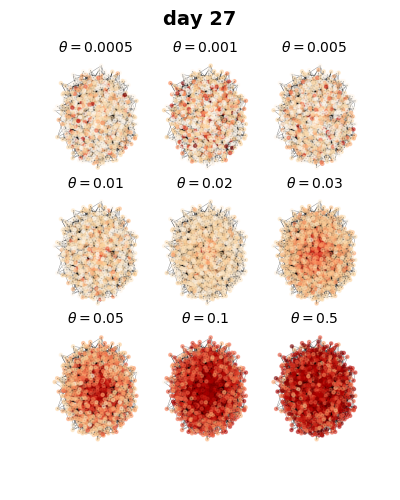 day 27
θ = 0.0005
θ = 0.001
θ = 0.005
θ = 0.01
θ = 0.02
θ = 0.03
θ = 0.05
θ = 0.1
θ = 0.5